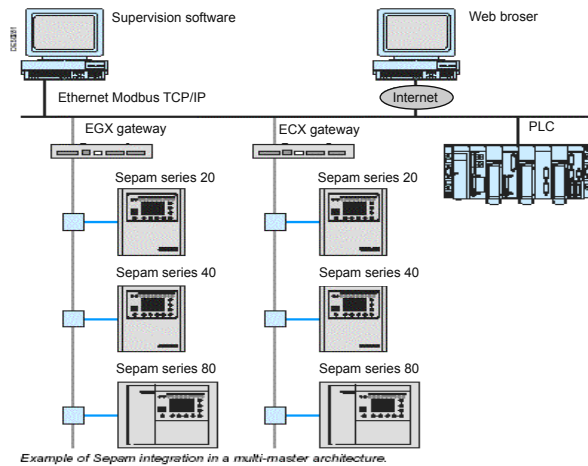 Supervision software
Web broser
Ethernet Modbus TCP/IP
Internet
EGX gateway
ECX gateway
PLC
Sepam series 20
Sepam series 20
Sepam series 40
Sepam series 40
Sepam series 80
Sepam series 80
Example of Sepam integration in a multi-master architecture.